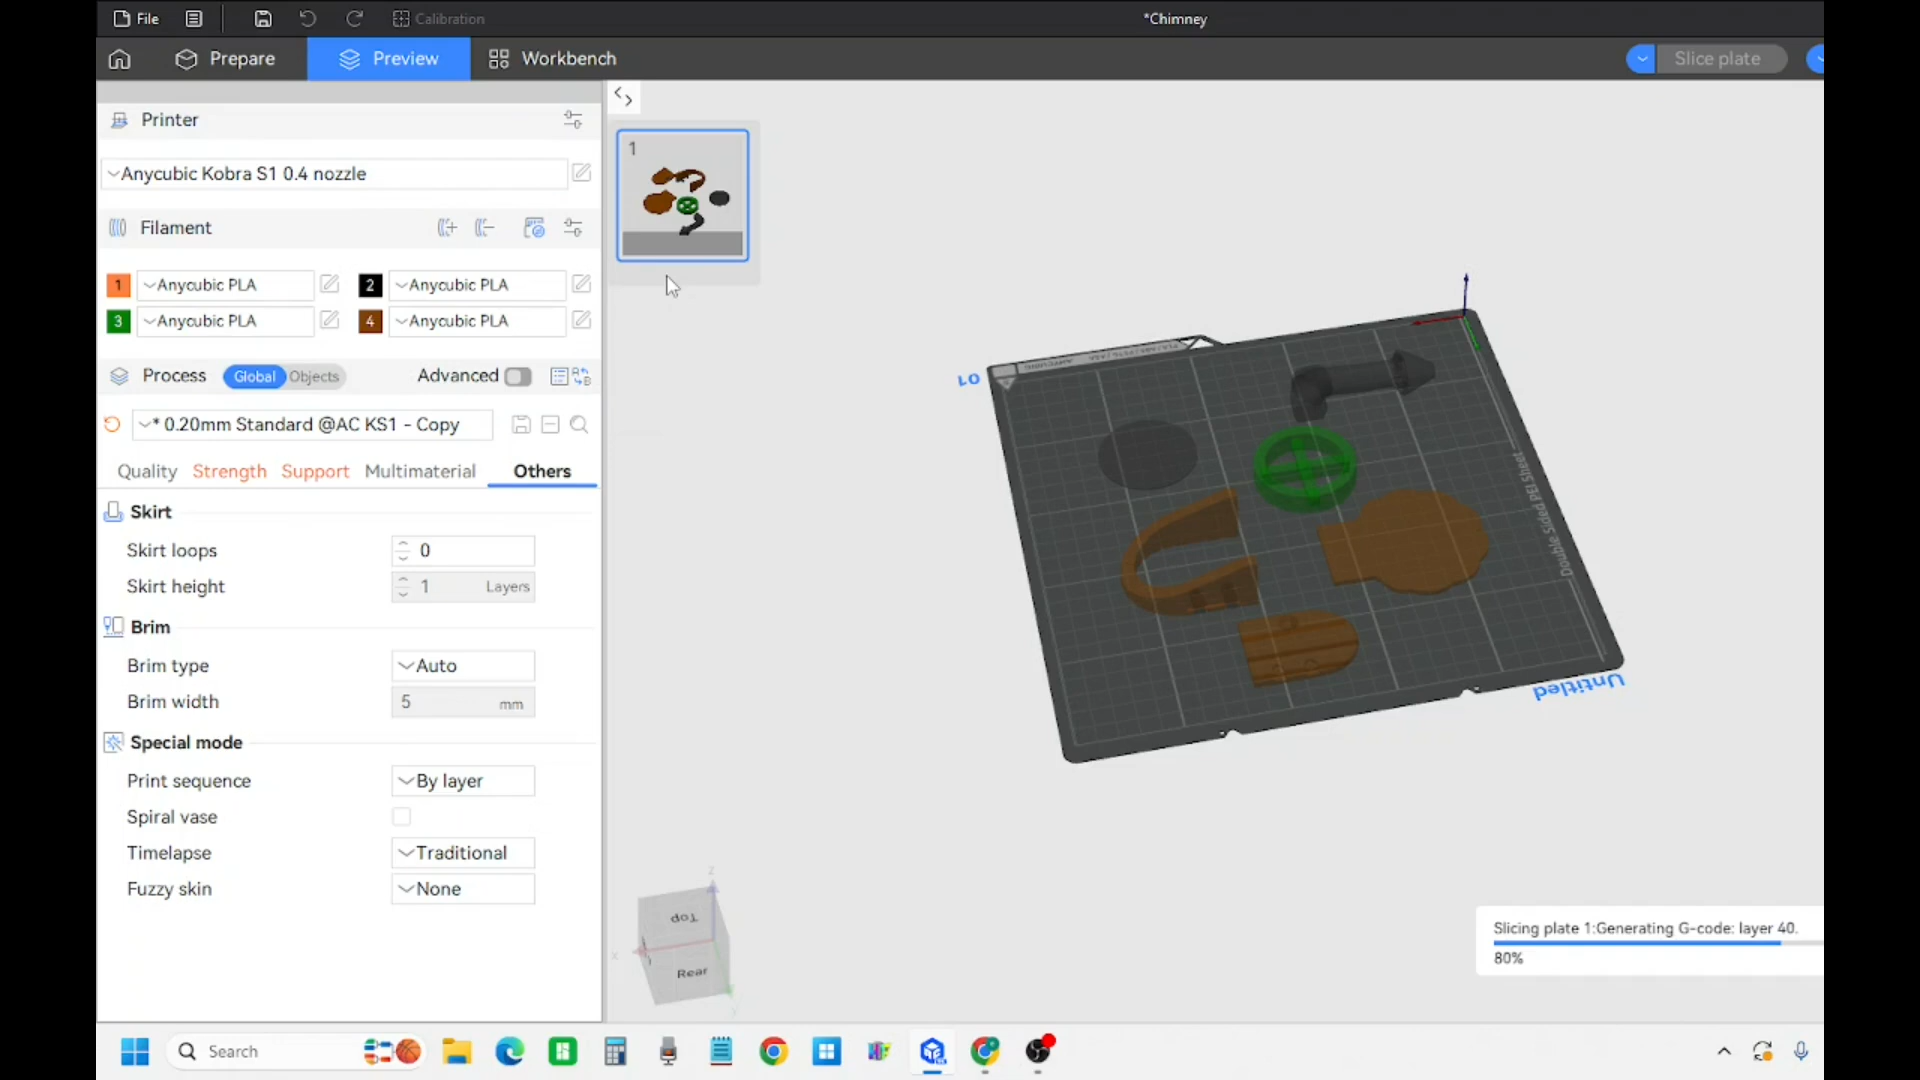 File
Calibration
*Chimney
Prepare
Preview
Workbench
Slice plate
Printer
Anycubic Kobra S1 0.4 nozzle
Filament
1 Anycubic PLA
2 Anycubic PLA
3 Anycubic PLA
4 Anycubic PLA
Process
Global
Objects
Advanced
* 0.20mm Standard @AC KS1 - Copy
Quality
Strength
Support
Multimaterial
Others
Skirt
Skirt loops 0
Skirt height 1 Layers
Brim
Brim type Auto
Brim width 5 mm
Special mode
Print sequence By layer
Spiral vase
Timelapse Traditional
Fuzzy skin None
1
01
Double Sided PEI Sheet
Untitled
Z
X
Y
Top
Rear
Slicing plate 1:Generating G-code: layer 40.
80%
Search